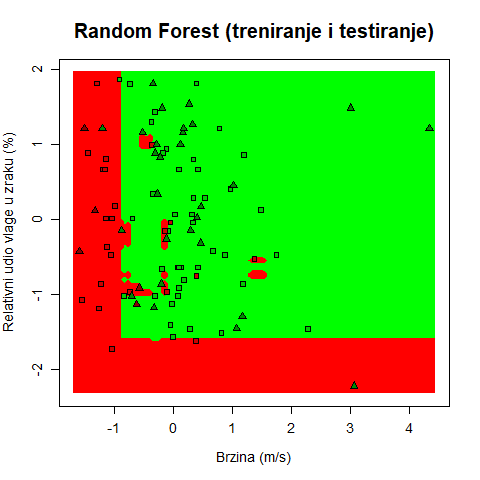 Random Forest (treniranje i testiranje)
Relativni udio vlage u zraku (%)
2
1
0
-1
-2
-1 0 1 2 3 4
Brzina (m/s)